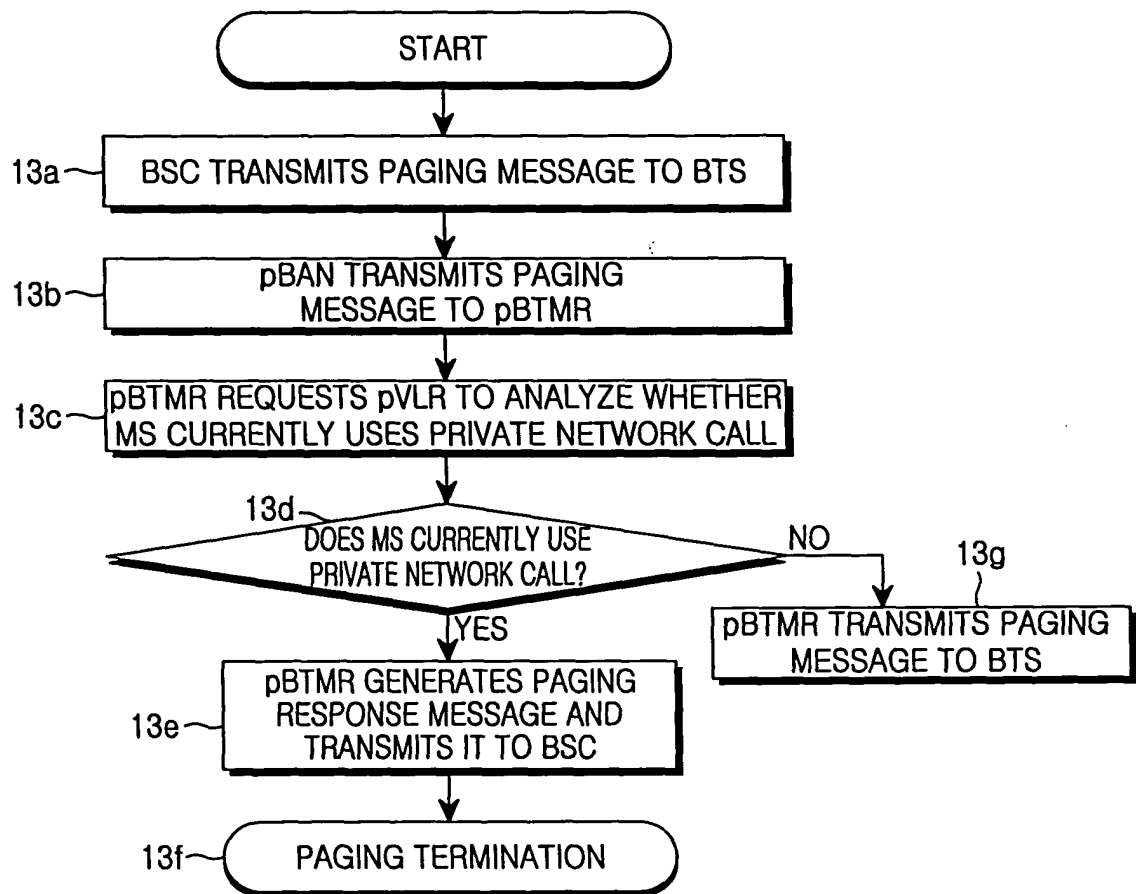 START
13a
BSC TRANSMITS PAGING MESSAGE TO BTS
13b
pBAN TRANSMITS PAGING
MESSAGE TO pBTMR
13c
pBTMR REQUESTS pVLR TO ANALYZE WHETHER
MS CURRENTLY USES PRIVATE NETWORK CALL
13d
DOES MS CURRENTLY USE
PRIVATE NETWORK CALL?
NO
13g
pBTMR TRANSMITS PAGING
MESSAGE TO BTS
YES
13e
pBTMR GENERATES PAGING
RESPONSE MESSAGE AND
TRANSMITS IT TO BSC
13f
PAGING TERMINATION